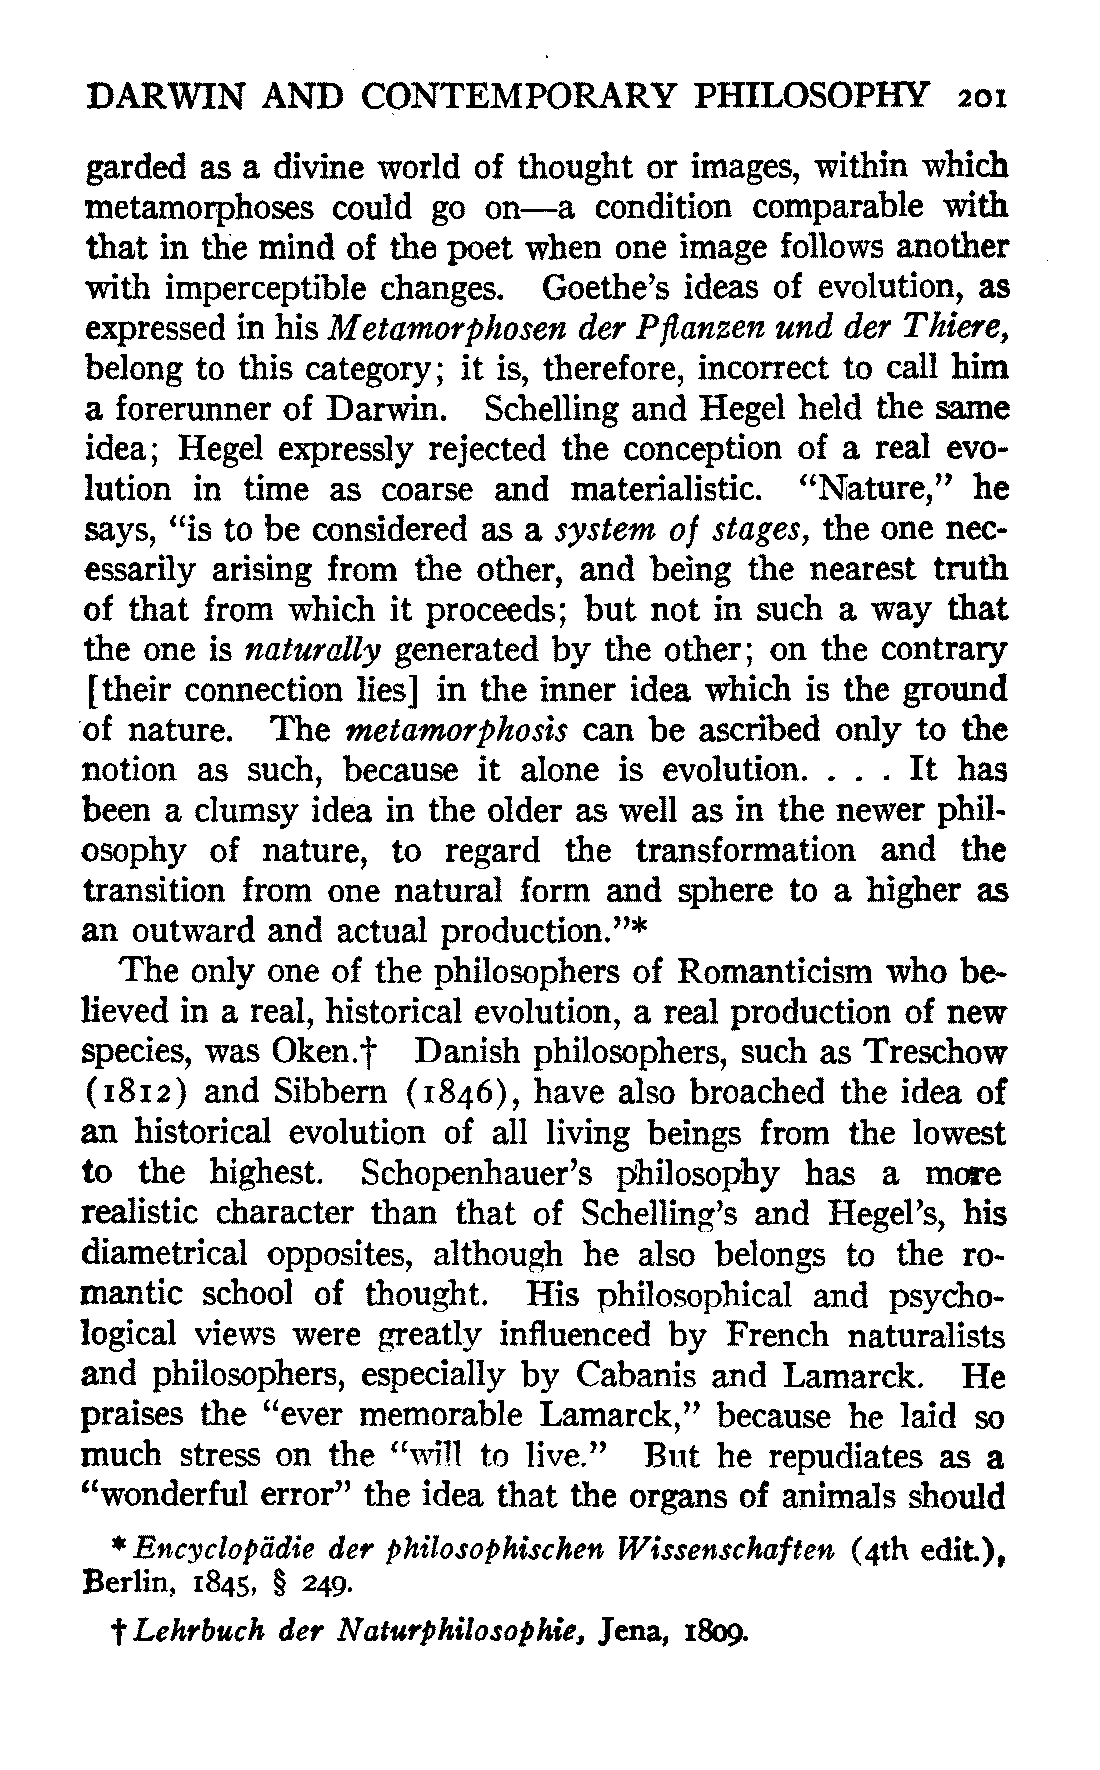 DARWIN AND CONTEMPORARY PHILOSOPHY 201
garded as a divine world of thought or images, within which
metamorphoses could go on—a condition comparable with
that in the mind of the poet when one image follows another
with imperceptible changes. Goethe's ideas of evolution, as
expressed in his Metamorphosen der Pflanzen und der Thiere,
belong to this category; it is, therefore, incorrect to call him
a forerunner of Darwin. Schelling and Hegel held the same
idea; Hegel expressly rejected the conception of a real evo-
lution in time as coarse and materialistic. "Nature," he
says, "is to be considered as a system of stages, the one nec-
essarily arising from the other, and being the nearest truth
of that from which it proceeds; but not in such a way that
the one is naturally generated by the other; on the contrary
[their connection lies] in the inner idea which is the ground
of nature. The metamorphosis can be ascribed only to the
notion as such, because it alone is evolution. . . . It has
been a clumsy idea in the older as well as in the newer phil-
osophy of nature, to regard the transformation and the
transition from one natural form and sphere to a higher as
an outward and actual production."*
The only one of the philosophers of Romanticism who be-
lieved in a real, historical evolution, a real production of new
species, was Oken.† Danish philosophers, such as Treschow
(1812) and Sibbern (1846), have also broached the idea of
an historical evolution of all living beings from the lowest
to the highest. Schopenhauer's philosophy has a more
realistic character than that of Schelling's and Hegel's, his
diametrical opposites, although he also belongs to the ro-
mantic school of thought. His philosophical and psycho-
logical views were greatly influenced by French naturalists
and philosophers, especially by Cabanis and Lamarck. He
praises the "ever memorable Lamarck," because he laid so
much stress on the "will to live." But he repudiates as a
"wonderful error" the idea that the organs of animals should
* Encyclopädie der philosophischen Wissenschaften (4th edit.),
Berlin, 1845, § 249.
† Lehrbuch der Naturphilosophie, Jena, 1809.